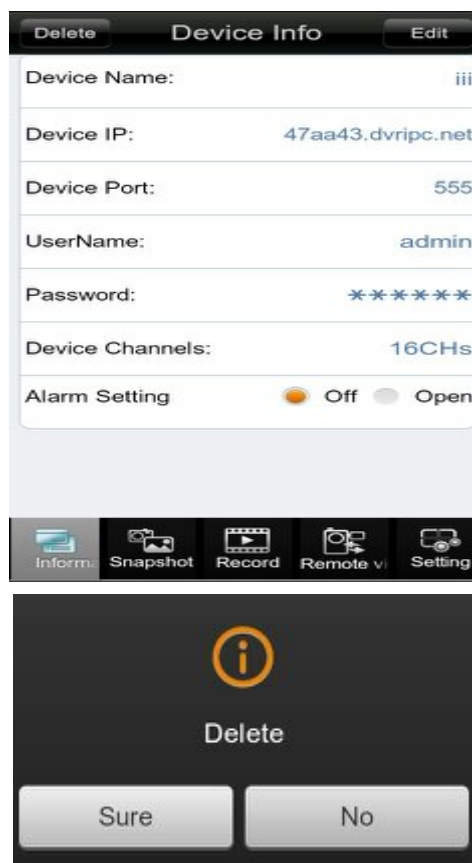 Delete Device Info Edit
Device Name: iii
Device IP: 47aa43.dvripc.net
Device Port: 555
UserName: admin
Password: ******
Device Channels: 16CHs
Alarm Setting Off Open
Informa Snapshot Record Remote vi Setting
Delete
Sure No